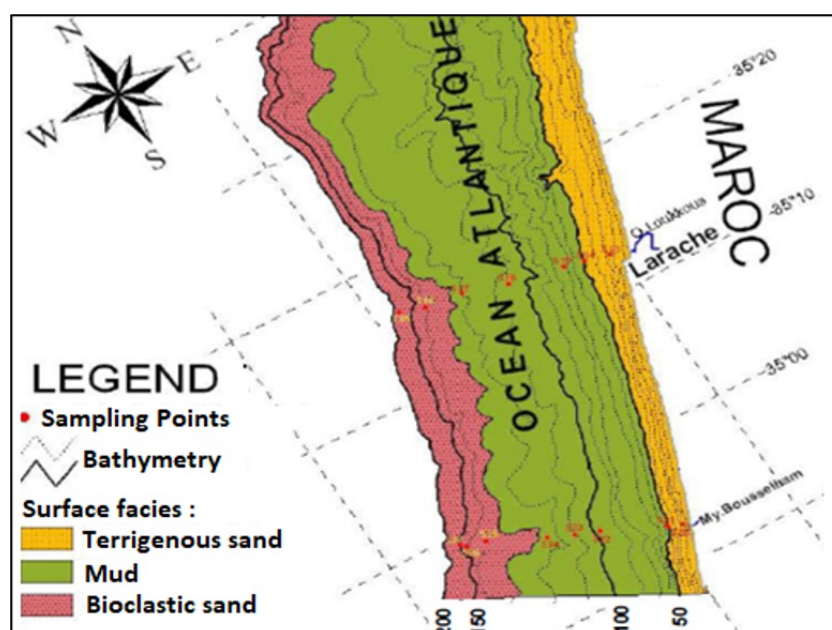 N
E
W
S
OCEAN ATLANTIQUE
MAROC
35°20
35°10
O.Loukkoua
Larache
35°00
My.Bousselham
LEGEND
Sampling Points
Bathymetry
Surface facies :
Terrigenous sand
Mud
Bioclastic sand
200
150
100
50